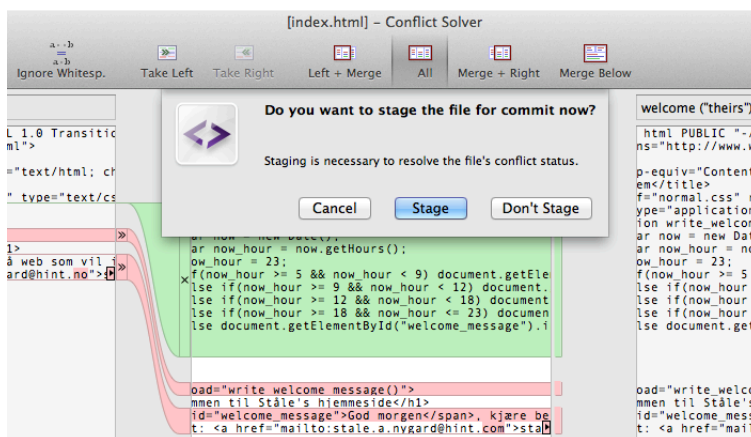 [index.html] – Conflict Solver
a··b
=
a·b
Ignore Whitesp.
Take Left
Take Right
Left + Merge
All
Merge + Right
Merge Below
Do you want to stage the file for commit now?
Staging is necessary to resolve the file's conflict status.
Cancel
Stage
Don't Stage
L 1.0 Transitic
ml">
="text/html; ch
" type="text/cs
1>
å web som vil
ard@hint.no">s
ar now = new Date();
ar now_hour = now.getHours();
ow_hour = 23;
f(now_hour >= 5 && now_hour < 9) document.getEle
lse if(now_hour >= 9 && now_hour < 12) document.
lse if(now_hour >= 12 && now_hour < 18) document
lse if(now_hour >= 18 && now_hour <= 23) documen
lse document.getElementById("welcome_message").i
oad="write_welcome_message()">
mmen til Ståle's hjemmeside</h1>
id="welcome_message">God morgen</span>, kjære be
t: <a href="mailto:stale.a.nygard@hint.com">sta
welcome ("theirs")
html PUBLIC "-/
ns="http://www.w
p-equiv="Content
em</title>
f="normal.css" r
ype="application
ion write_welcom
ar now = new Dat
ar now_hour = no
ow_hour = 23;
f(now_hour >= 5
lse if(now_hour
lse if(now_hour
lse if(now_hour
lse document.get
oad="write_welco
mmen til Ståle's
id="welcome_mess
t: <a href="mail